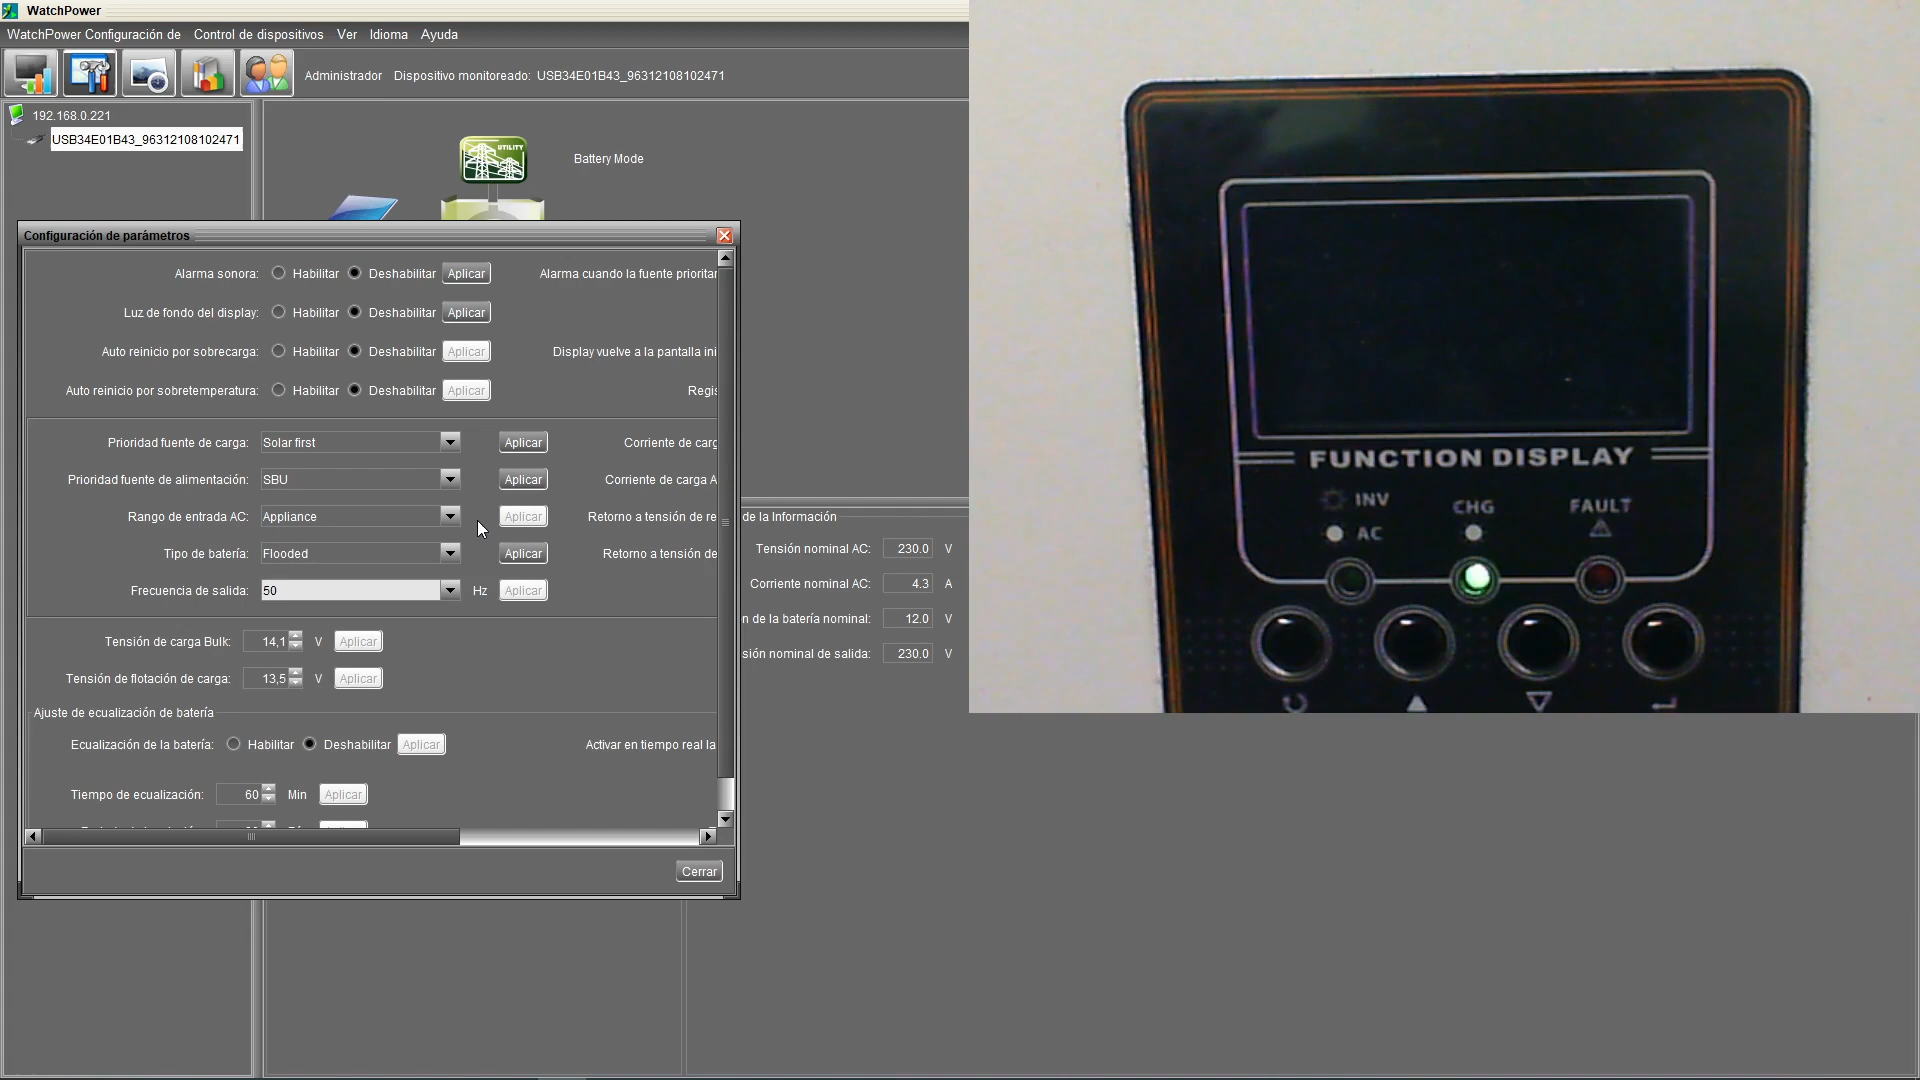 WatchPower
WatchPower Configuración de Control de dispositivos Ver Idioma Ayuda
Administrador Dispositivo monitoreado: USB34E01B43_96312108102471
192.168.0.221
USB34E01B43_96312108102471
UTILITY
Battery Mode
Configuración de parámetros
Alarma sonora: Habilitar Deshabilitar Aplicar Alarma cuando la fuente prioritar
Luz de fondo del display: Habilitar Deshabilitar Aplicar
Auto reinicio por sobrecarga: Habilitar Deshabilitar Aplicar Display vuelve a la pantalla ini
Auto reinicio por sobretemperatura: Habilitar Deshabilitar Aplicar Regis
Prioridad fuente de carga: Solar first Aplicar Corriente de carg
Prioridad fuente de alimentación: SBU Aplicar Corriente de carga A
Rango de entrada AC: Appliance Aplicar Retorno a tensión de re
Tipo de batería: Flooded Aplicar Retorno a tensión de
Frecuencia de salida: 50 Hz Aplicar
Tensión de carga Bulk: 14,1 V Aplicar
Tensión de flotación de carga: 13,5 V Aplicar
Ajuste de ecualización de batería
Ecualización de la batería: Habilitar Deshabilitar Aplicar Activar en tiempo real la
Tiempo de ecualización: 60 Min Aplicar
Cerrar
de la Información
Tensión nominal AC: 230.0 V
Corriente nominal AC: 4.3 A
n de la batería nominal: 12.0 V
sión nominal de salida: 230.0 V
FUNCTION DISPLAY
INV
AC
CHG
FAULT